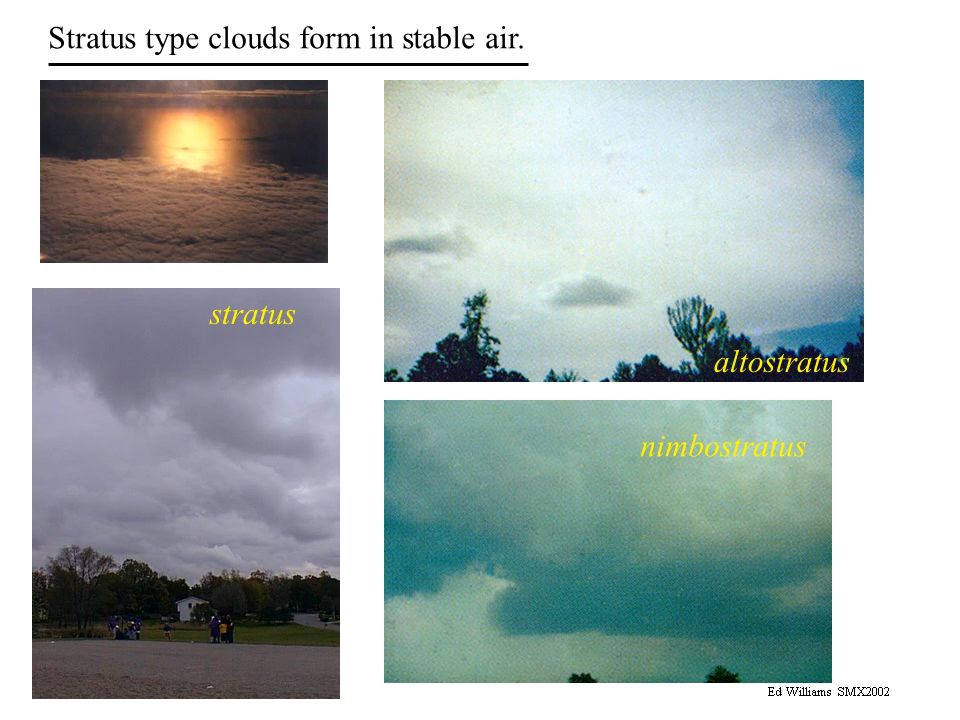 Stratus type clouds form in stable air.
stratus
altostratus
nimbostratus
Ed Williams SMX2002